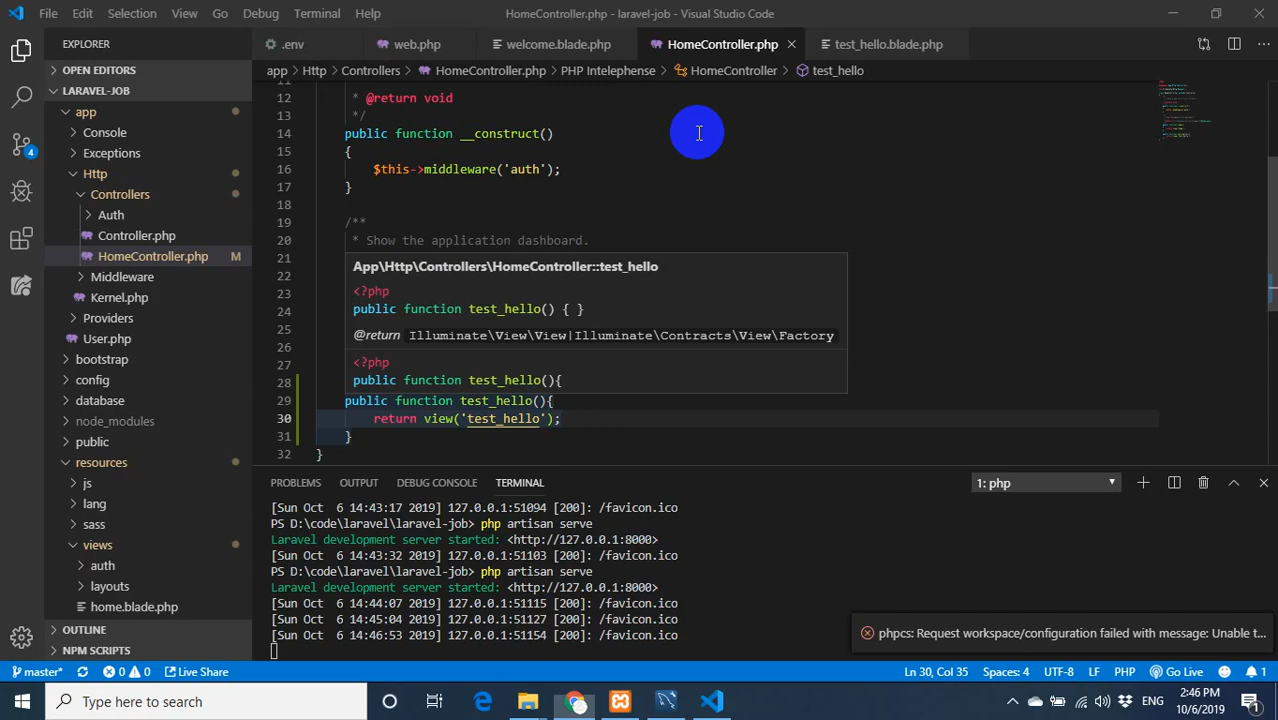 File Edit Selection View Go Debug Terminal Help HomeController.php - laravel-job - Visual Studio Code
EXPLORER
.env web.php welcome.blade.php HomeController.php test_hello.blade.php
app Http Controllers HomeController.php PHP Intelephense HomeController test_hello
OPEN EDITORS
LARAVEL-JOB
app
Console
Exceptions
Http
Controllers
Auth
Controller.php
HomeController.php M
Middleware
Kernel.php
Providers
User.php
bootstrap
config
database
node_modules
public
resources
js
lang
sass
views
auth
layouts
home.blade.php
OUTLINE
NPM SCRIPTS
4
11
12 * @return void
13 */
14 public function __construct()
15 {
16 $this->middleware('auth');
17 }
18
19 /**
20 * Show the application dashboard.
21
22
23
24
25
26
27
28
App\Http\Controllers\HomeController::test_hello
<?php
public function test_hello() { }
@return Illuminate\View\View|Illuminate\Contracts\View\Factory
<?php
public function test_hello(){
29 public function test_hello(){
30 return view('test_hello');
31 }
32 }
PROBLEMS OUTPUT DEBUG CONSOLE TERMINAL 1: php
[Sun Oct 6 14:43:17 2019] 127.0.0.1:51094 [200]: /favicon.ico
PS D:\code\laravel\laravel-job> php artisan serve
Laravel development server started: <http://127.0.0.1:8000>
[Sun Oct 6 14:43:32 2019] 127.0.0.1:51103 [200]: /favicon.ico
PS D:\code\laravel\laravel-job> php artisan serve
Laravel development server started: <http://127.0.0.1:8000>
[Sun Oct 6 14:44:07 2019] 127.0.0.1:51115 [200]: /favicon.ico
[Sun Oct 6 14:45:04 2019] 127.0.0.1:51127 [200]: /favicon.ico
[Sun Oct 6 14:46:53 2019] 127.0.0.1:51154 [200]: /favicon.ico
phpcs: Request workspace/configuration failed with message: Unable t...
master* 0 0 Live Share Ln 30, Col 35 Spaces: 4 UTF-8 LF PHP Go Live 1
Type here to search
ENG
2:46 PM
10/6/2019
1